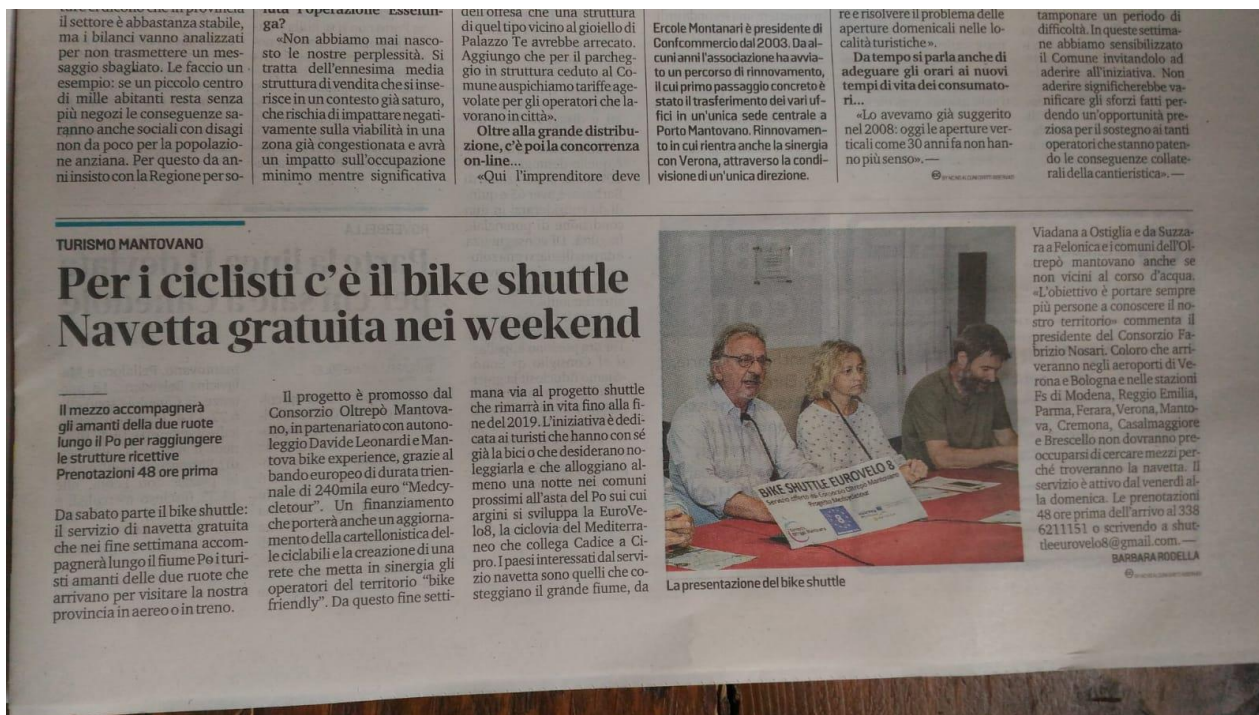 il settore è abbastanza stabile,
ma i bilanci vanno analizzati
per non trasmettere un mes-
saggio sbagliato. Le faccio un
esempio: se un piccolo centro
di mille abitanti resta senza
più negozi le conseguenze sa-
ranno anche sociali con disagi
non da poco per la popolazio-
ne anziana. Per questo da an-
ni insisto con la Regione per so-
ga?
«Non abbiamo mai nasco-
sto le nostre perplessità. Si
tratta dell'ennesima media
struttura di vendita che si inse-
risce in un contesto già saturo,
che rischia di impattare negati-
vamente sulla viabilità in una
zona già congestionata e avrà
un impatto sull'occupazione
minimo mentre significativa
dell'offesa che una struttura
di quel tipo vicino al gioiello di
Palazzo Te avrebbe arrecato.
Aggiungo che per il parcheg-
gio in struttura ceduto al Co-
mune auspichiamo tariffe age-
volate per gli operatori che la-
vorano in città».
Oltre alla grande distribu-
zione, c'è poi la concorrenza
on-line...
«Qui l'imprenditore deve
Ercole Montanari è presidente di
Confcommercio dal 2003. Da al-
cuni anni l'associazione ha avvia-
to un percorso di rinnovamento,
il cui primo passaggio concreto è
stato il trasferimento dei vari uf-
fici in un'unica sede centrale a
Porto Mantovano. Rinnovamen-
to in cui rientra anche la sinergia
con Verona, attraverso la condi-
visione di un'unica direzione.
re e risolvere il problema delle
aperture domenicali nelle lo-
calità turistiche».
Da tempo si parla anche di
adeguare gli orari ai nuovi
tempi di vita dei consumato-
ri...
«Lo avevamo già suggerito
nel 2008: oggi le aperture ver-
ticali come 30 anni fa non han-
no più senso». —
tamponare un periodo di
difficoltà. In queste settima-
ne abbiamo sensibilizzato
il Comune invitandolo ad
aderire all'iniziativa. Non
aderire significherebbe va-
nificare gli sforzi fatti per-
dendo un'opportunità pre-
ziosa per il sostegno ai tanti
operatori che stanno paten-
do le conseguenze collate-
rali della cantieristica». —
TURISMO MANTOVANO
Per i ciclisti c'è il bike shuttle
Navetta gratuita nei weekend
Il mezzo accompagnerà
gli amanti della due ruote
lungo il Po per raggiungere
le strutture ricettive
Prenotazioni 48 ore prima
Da sabato parte il bike shuttle:
il servizio di navetta gratuita
che nei fine settimana accom-
pagnerà lungo il fiume Po i turi-
sti amanti delle due ruote che
arrivano per visitare la nostra
provincia in aereo o in treno.
Il progetto è promosso dal
Consorzio Oltrepò Mantova-
no, in partenariato con autono-
leggio Davide Leonardi e Man-
tova bike experience, grazie al
bando europeo di durata trien-
nale di 240mila euro "Medcy-
cletour". Un finanziamento
che porterà anche un aggiorna-
mento della cartellonistica del-
le ciclabili e la creazione di una
rete che metta in sinergia gli
operatori del territorio "bike
friendly". Da questo fine setti-
mana via al progetto shuttle
che rimarrà in vita fino alla fi-
ne del 2019. L'iniziativa è dedi-
cata ai turisti che hanno con sé
già la bici o che desiderano no-
leggiarla e che alloggiano al-
meno una notte nei comuni
prossimi all'asta del Po sui cui
argini si sviluppa la EuroVe-
lo8, la ciclovia del Mediterra-
neo che collega Cadice a Ci-
pro. I paesi interessati dal servi-
zio navetta sono quelli che co-
steggiano il grande fiume, da
BIKE SHUTTLE EUROVELO 8
Servizio offerto da Consorzio Oltrepò Mantovano
Progetto Medcycletour
La presentazione del bike shuttle
Viadana a Ostiglia e da Suzza-
ra a Felonica e i comuni dell'Ol-
trepò mantovano anche se
non vicini al corso d'acqua.
«L'obiettivo è portare sempre
più persone a conoscere il no-
stro territorio» commenta il
presidente del Consorzio Fa-
brizio Nosari. Coloro che arri-
veranno negli aeroporti di Ve-
rona e Bologna e nelle stazioni
Fs di Modena, Reggio Emilia,
Parma, Ferara, Verona, Manto-
va, Cremona, Casalmaggiore
e Brescello non dovranno pre-
occuparsi di cercare mezzi per-
ché troveranno la navetta. Il
servizio è attivo dal venerdì al-
la domenica. Le prenotazioni
48 ore prima dell'arrivo al 338
6211151 o scrivendo a shut-
tleeurovelo8@gmail.com. —
BARBARA RODELLA